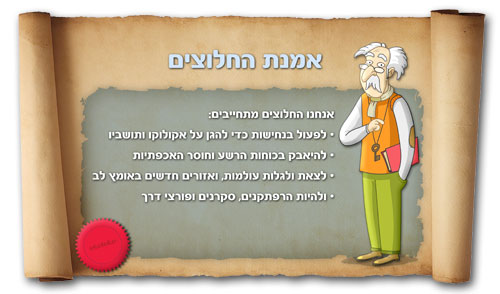 אמנת החלוצים
אנחנו החלוצים מתחייבים:
• לפעול בנחישות כדי להגן על אקולוקו ותושביו
• להיאבק בכוחות הרשע וחוסר האכפתיות
• לצאת ולגלות עולמות, ואזורים חדשים באומץ לב
• ולהיות הרפתקנים, סקרנים ופורצי דרך